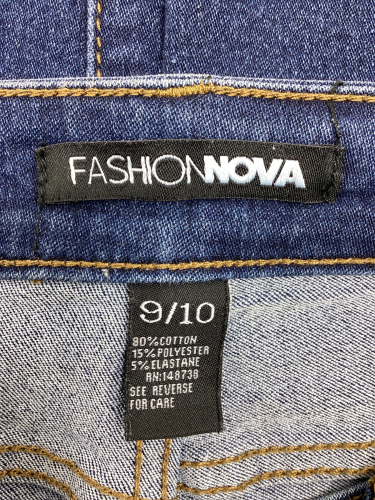 FASHIONNOVA
9/10
80%COTTON
15%POLYESTER
5%ELASTANE
RN:148738
SEE REVERSE
FOR CARE